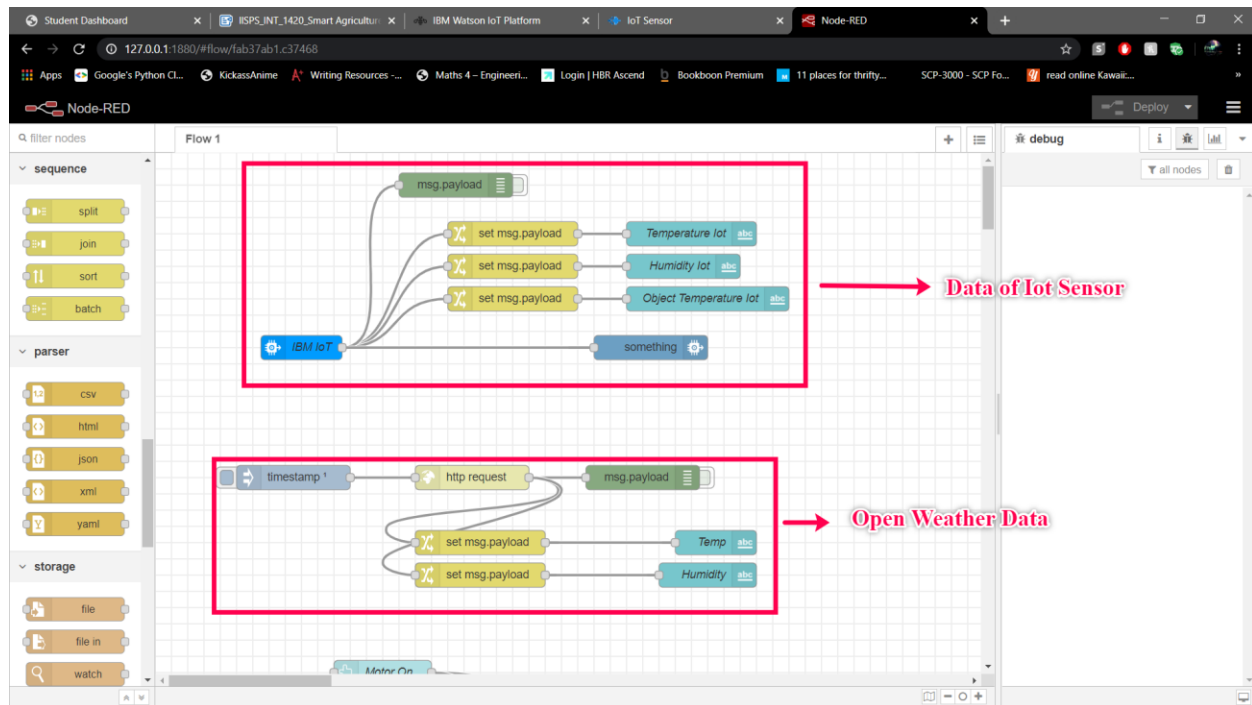 Student Dashboard
IISPS_INT_1420_Smart Agricultur
IBM Watson IoT Platform
IoT Sensor
Node-RED
127.0.0.1:1880/#flow/fab37ab1.c37468
Apps
Google's Python Cl...
KickassAnime
Writing Resources -...
Maths 4 – Engineeri...
Login | HBR Ascend
Bookboon Premium
11 places for thrifty...
SCP-3000 - SCP Fo...
read online Kawaii:...
»
Node-RED
Deploy
filter nodes
Flow 1
debug
i
all nodes
sequence
split
join
sort
batch
parser
csv
html
json
xml
yaml
storage
file
file in
watch
msg.payload
set msg.payload
Temperature Iot
abc
set msg.payload
Humidity Iot
abc
set msg.payload
Object Temperature Iot
abc
IBM IoT
something
Data of Iot Sensor
timestamp ¹
http request
msg.payload
set msg.payload
Temp
abc
set msg.payload
Humidity
abc
Open Weather Data
Motor On